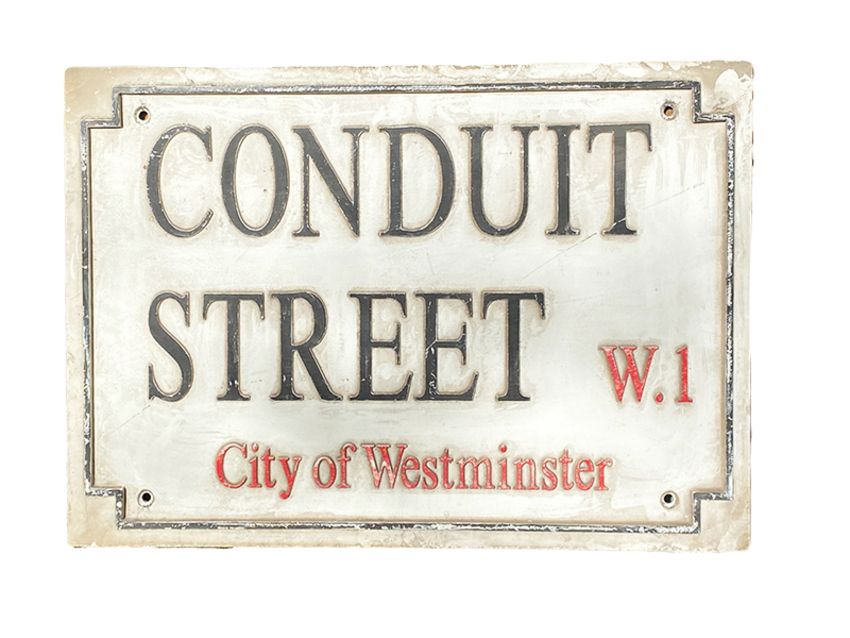 CONDUIT
STREET W.1
City of Westminster